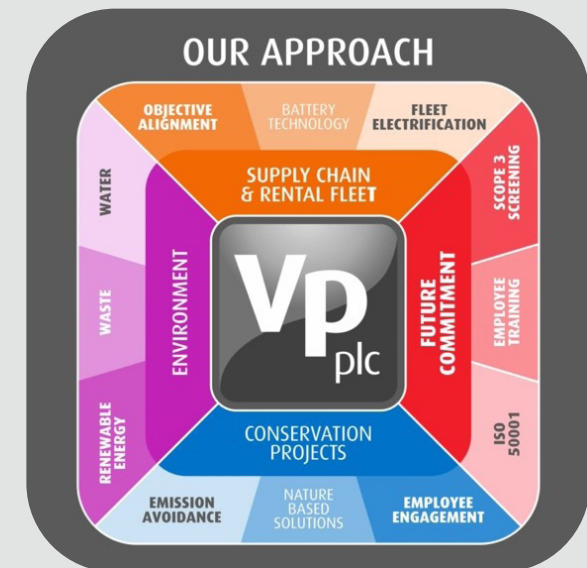 OUR APPROACH
OBJECTIVE
ALIGNMENT
BATTERY
TECHNOLOGY
FLEET
ELECTRIFICATION
SUPPLY CHAIN
& RENTAL FLEET
WATER
WASTE
RENEWABLE
ENERGY
ENVIRONMENT
Vp
plc
FUTURE
COMMITMENT
SCOPE 3
SCREENING
EMPLOYEE
TRAINING
ISO
50001
CONSERVATION
PROJECTS
EMISSION
AVOIDANCE
NATURE
BASED
SOLUTIONS
EMPLOYEE
ENGAGEMENT